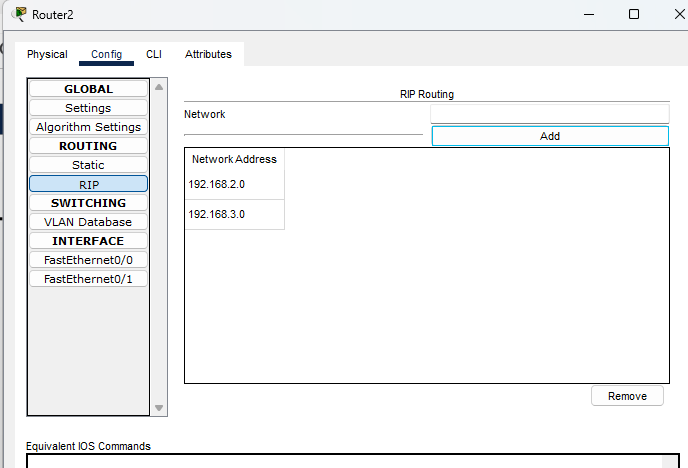 Router2
Physical Config CLI Attributes
GLOBAL
Settings
Algorithm Settings
ROUTING
Static
RIP
SWITCHING
VLAN Database
INTERFACE
FastEthernet0/0
FastEthernet0/1
RIP Routing
Network
Add
Network Address
192.168.2.0
192.168.3.0
Remove
Equivalent IOS Commands